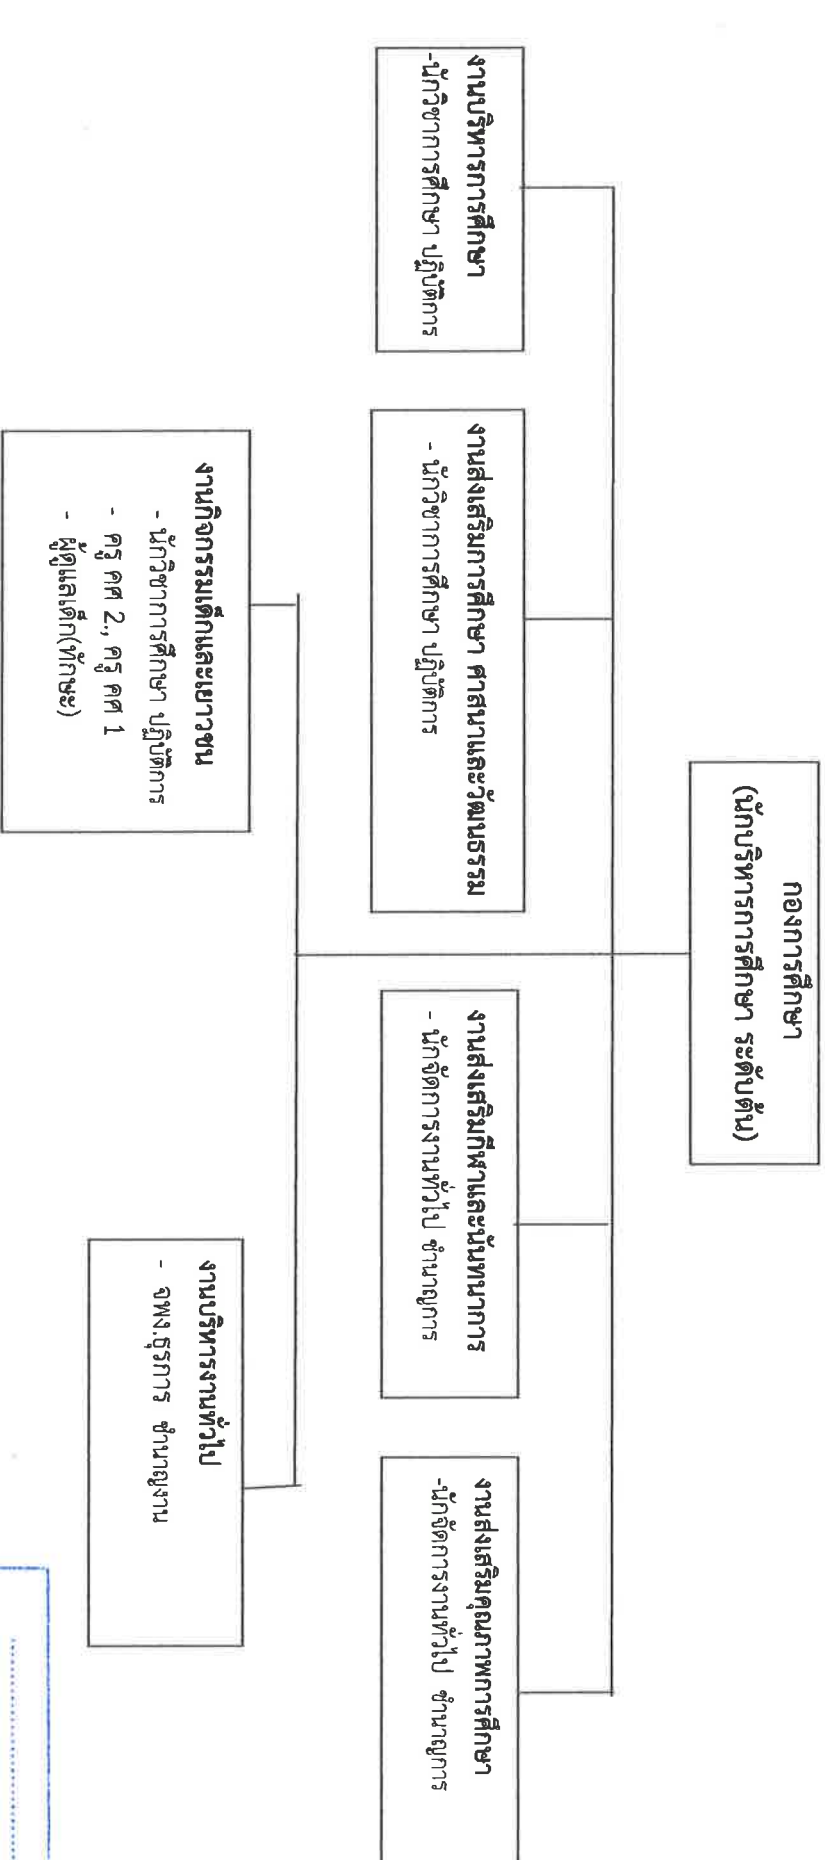 กองการศึกษา
(นักบริหารการศึกษา ระดับต้น)
งานบริหารการศึกษา
-นักวิชาการศึกษา ปฏิบัติการ
งานส่งเสริมการศึกษา ศาสนาและวัฒนธรรม
- นักวิชาการศึกษา ปฏิบัติการ
งานส่งเสริมกีฬาและนันทนาการ
- นักจัดการงานทั่วไป ชำนาญการ
งานส่งเสริมคุณภาพการศึกษา
-นักจัดการงานทั่วไป ชำนาญการ
งานกิจกรรมเด็กและเยาวชน
- นักวิชาการศึกษา ปฏิบัติการ
- ครู คศ 2., ครู คศ 1
- ผู้ดูแลเด็ก(ทักษะ)
งานบริหารงานทั่วไป
- จพง.ธุรการ ชำนาญงาน